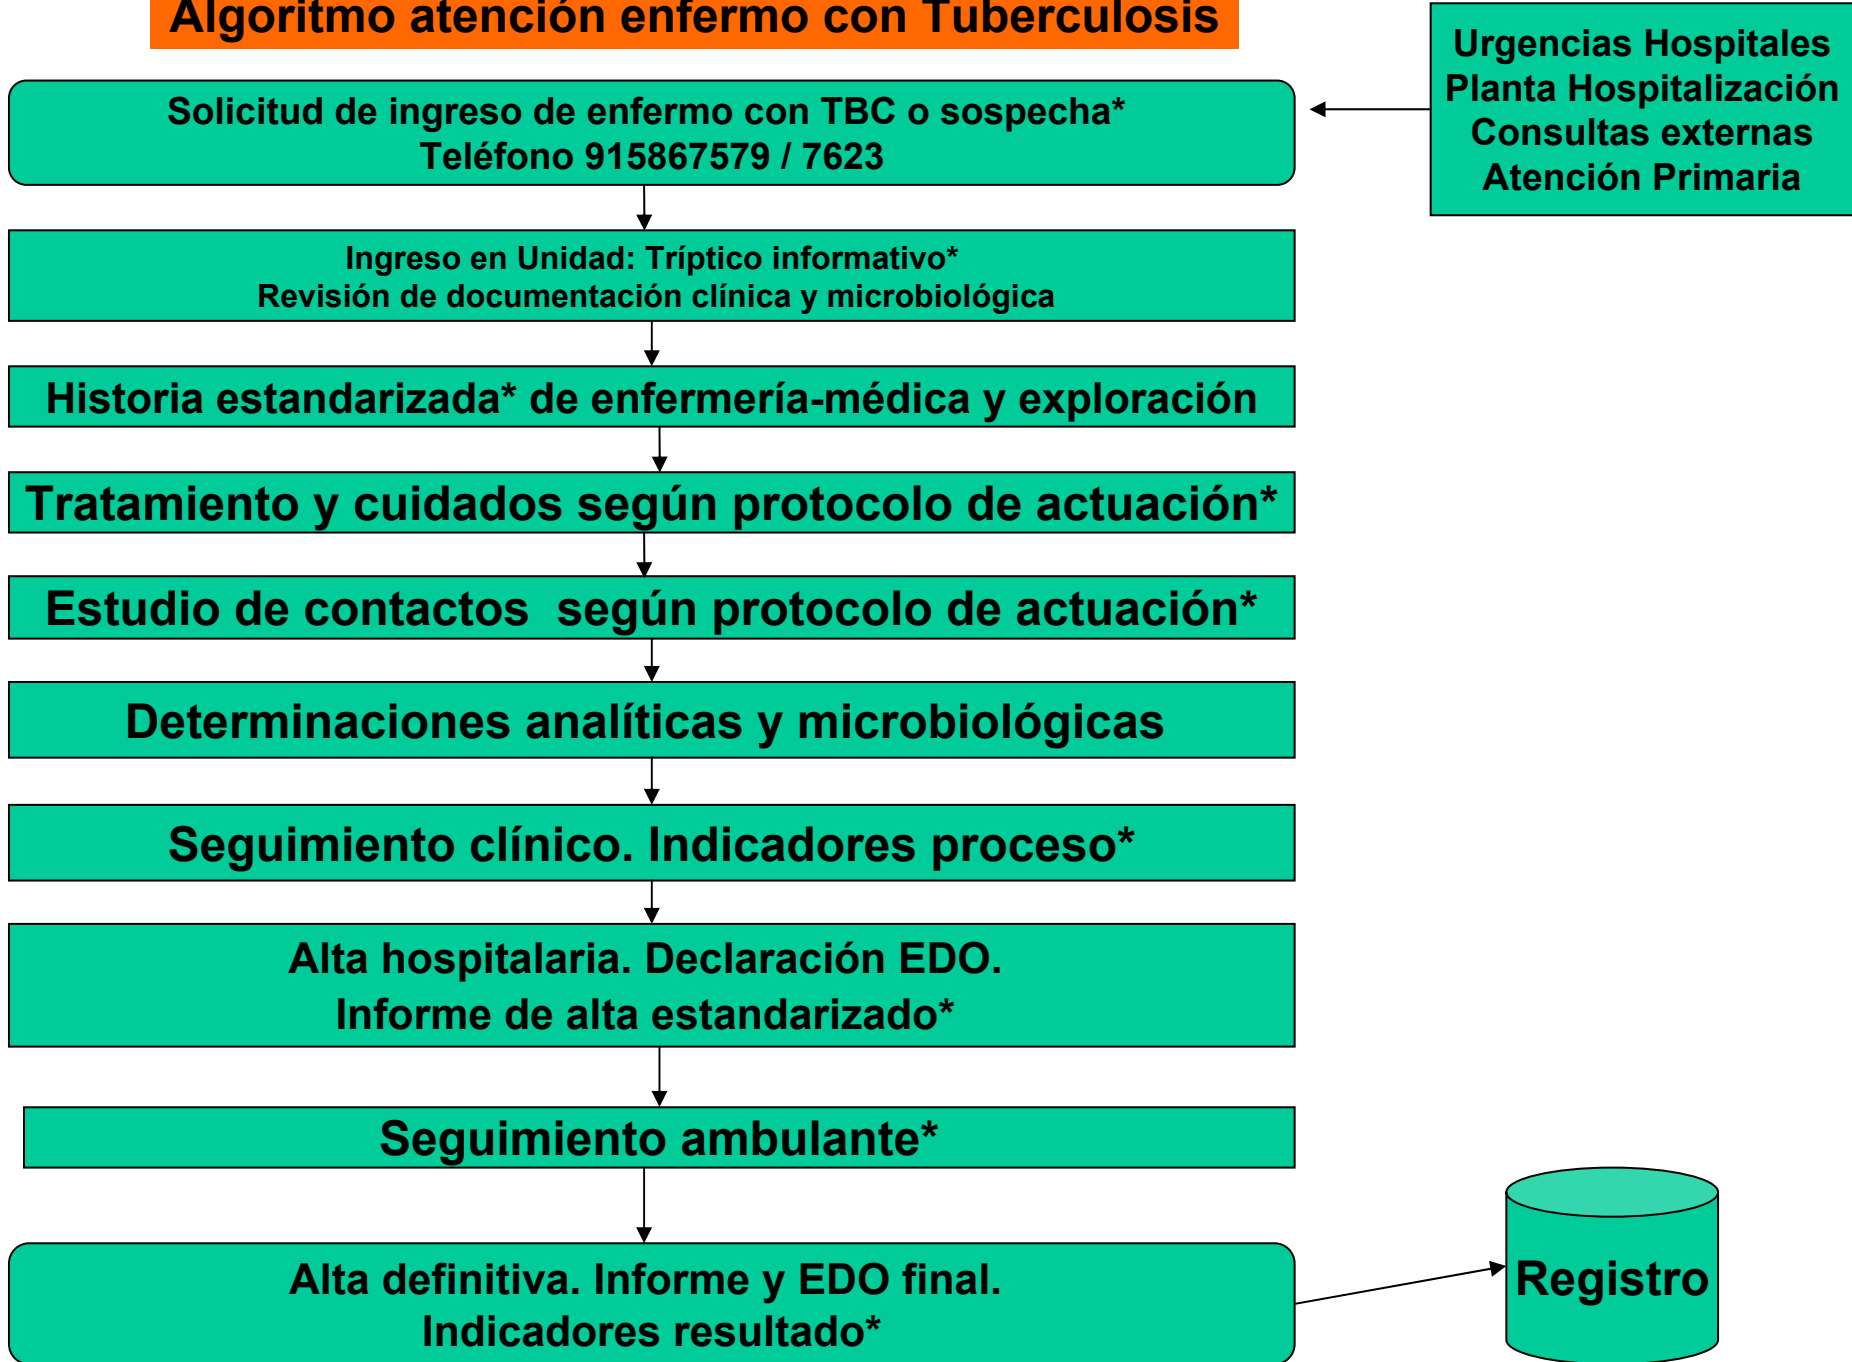 Algoritmo atención enfermo con Tuberculosis
Urgencias Hospitales
Planta Hospitalización
Consultas externas
Atención Primaria
Solicitud de ingreso de enfermo con TBC o sospecha*
Teléfono 915867579 / 7623
Ingreso en Unidad: Tríptico informativo*
Revisión de documentación clínica y microbiológica
Historia estandarizada* de enfermería-médica y exploración
Tratamiento y cuidados según protocolo de actuación*
Estudio de contactos  según protocolo de actuación*
Determinaciones analíticas y microbiológicas
Seguimiento clínico. Indicadores proceso*
Alta hospitalaria. Declaración EDO.
Informe de alta estandarizado*
Seguimiento ambulante*
Alta definitiva. Informe y EDO final.
Indicadores resultado*
Registro